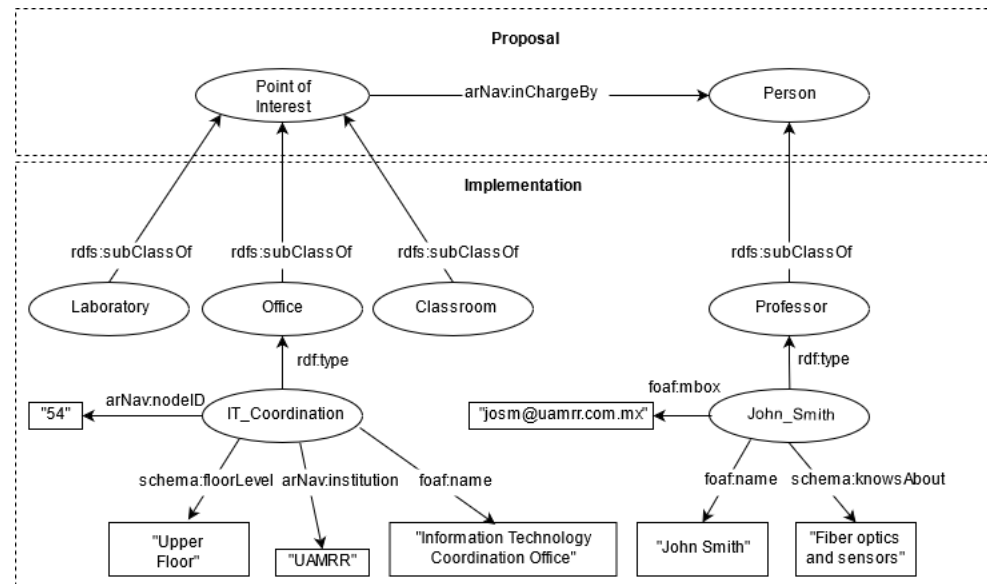 Proposal
Point of
Interest
arNav:inChargeBy
Person
Implementation
rdfs:subClassOf
rdfs:subClassOf
rdfs:subClassOf
rdfs:subClassOf
Laboratory
Office
Classroom
Professor
rdf:type
rdf:type
foaf:mbox
"54"
arNav:nodeID
IT_Coordination
"josm@uamrr.com.mx"
John_Smith
schema:floorLevel
arNav:institution
foaf:name
foaf:name
schema:knowsAbout
"Upper
Floor"
"UAMRR"
"Information Technology
Coordination Office"
"John Smith"
"Fiber optics
and sensors"